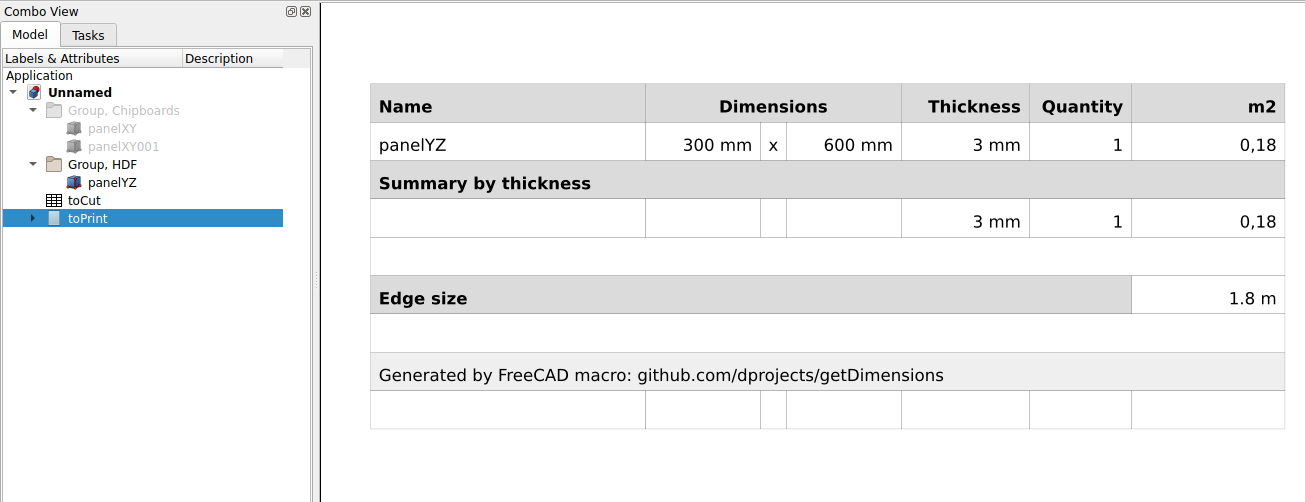 Combo View
Model Tasks
Labels & Attributes Description
Application
Unnamed
Group, Chipboards
panelXY
panelXY001
Group, HDF
panelYZ
toCut
toPrint
Name Dimensions Thickness Quantity m2
panelYZ 300 mm x 600 mm 3 mm 1 0,18
Summary by thickness
3 mm 1 0,18
Edge size 1.8 m
Generated by FreeCAD macro: github.com/dprojects/getDimensions